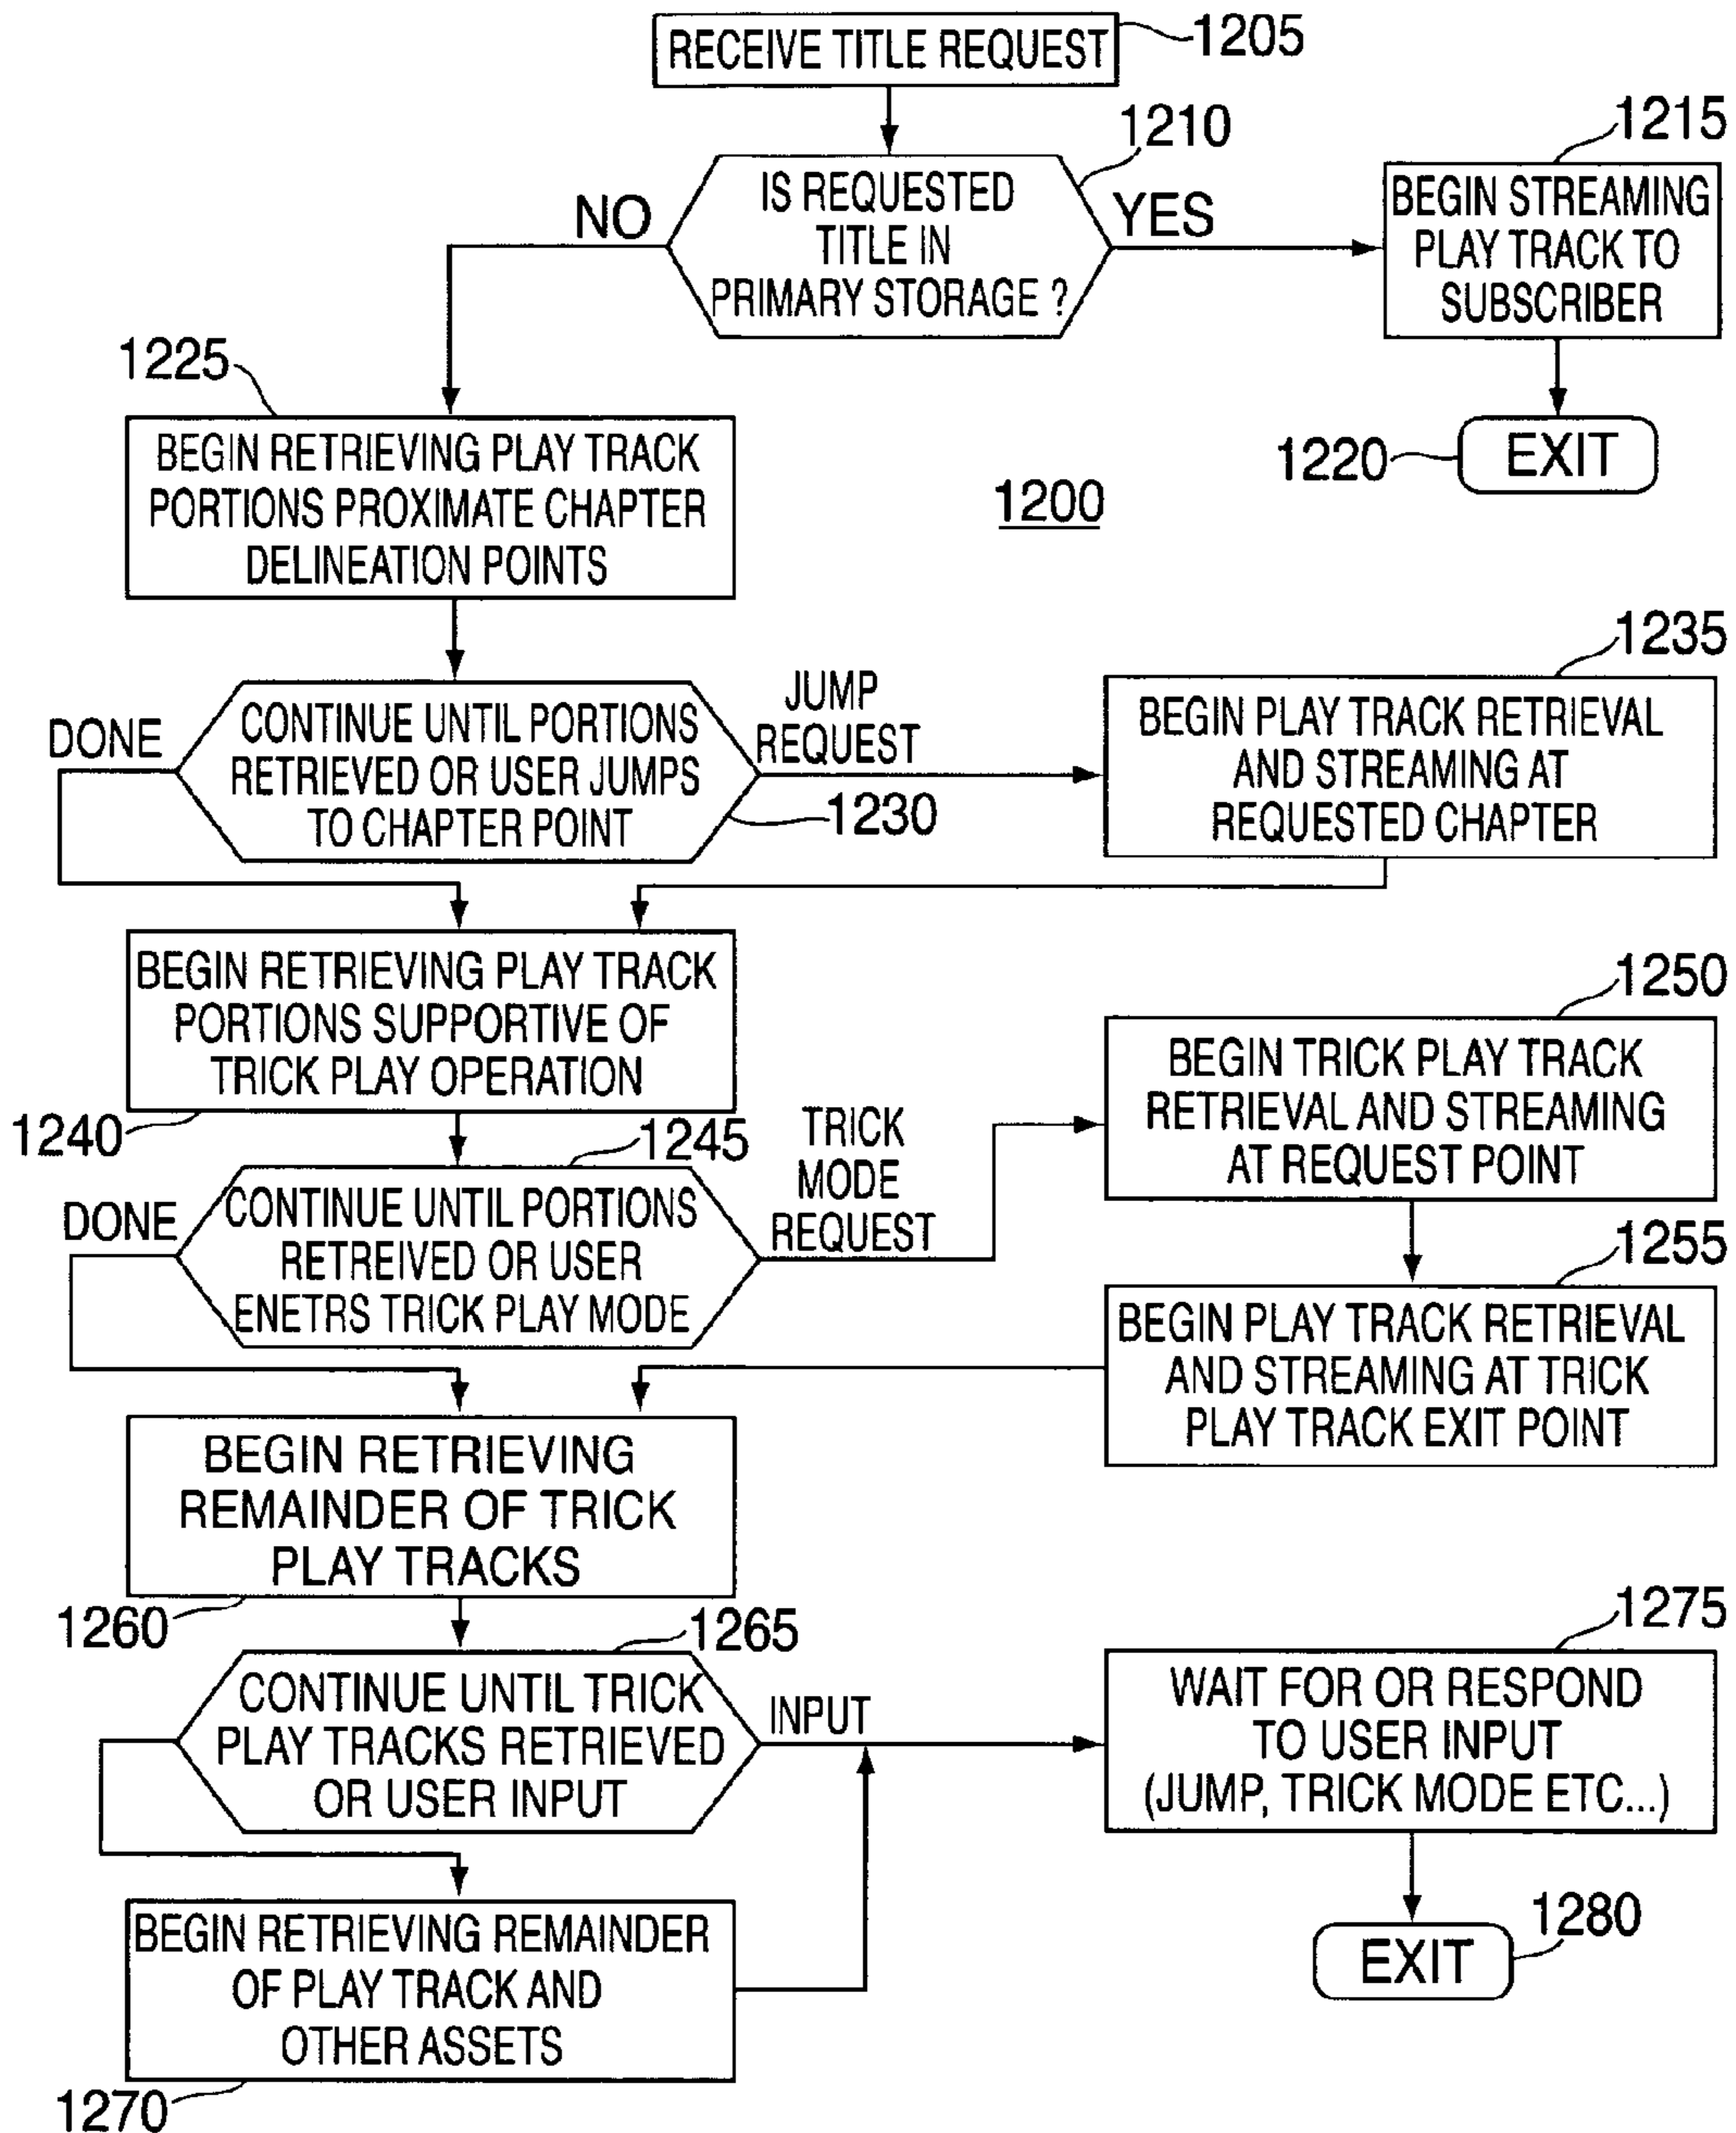 RECEIVE TITLE REQUEST
1205
1210
1215
IS REQUESTED
TITLE IN
PRIMARY STORAGE ?
NO
YES
BEGIN STREAMING
PLAY TRACK TO
SUBSCRIBER
1220
EXIT
1225
BEGIN RETRIEVING PLAY TRACK
PORTIONS PROXIMATE CHAPTER
DELINEATION POINTS
1200
DONE
CONTINUE UNTIL PORTIONS
RETRIEVED OR USER JUMPS
TO CHAPTER POINT
1230
JUMP
REQUEST
1235
BEGIN PLAY TRACK RETRIEVAL
AND STREAMING AT
REQUESTED CHAPTER
BEGIN RETRIEVING PLAY TRACK
PORTIONS SUPPORTIVE OF
TRICK PLAY OPERATION
1240
1245
DONE
CONTINUE UNTIL PORTIONS
RETREIVED OR USER
ENETRS TRICK PLAY MODE
TRICK
MODE
REQUEST
1250
BEGIN TRICK PLAY TRACK
RETRIEVAL AND STREAMING
AT REQUEST POINT
1255
BEGIN PLAY TRACK RETRIEVAL
AND STREAMING AT TRICK
PLAY TRACK EXIT POINT
BEGIN RETRIEVING
REMAINDER OF TRICK
PLAY TRACKS
1260
1265
CONTINUE UNTIL TRICK
PLAY TRACKS RETRIEVED
OR USER INPUT
INPUT
1275
WAIT FOR OR RESPOND
TO USER INPUT
(JUMP, TRICK MODE ETC...)
BEGIN RETRIEVING REMAINDER
OF PLAY TRACK AND
OTHER ASSETS
1270
1280
EXIT